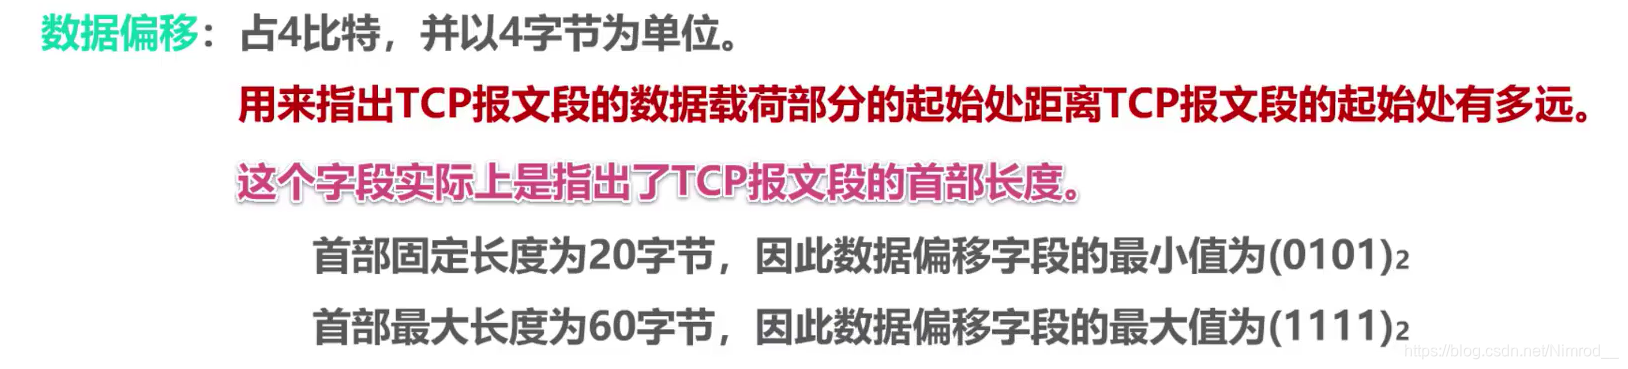 数据偏移：占4比特，并以4字节为单位。
用来指出TCP报文段的数据载荷部分的起始处距离TCP报文段的起始处有多远。
这个字段实际上是指出了TCP报文段的首部长度。
首部固定长度为20字节，因此数据偏移字段的最小值为(0101)₂
首部最大长度为60字节，因此数据偏移字段的最大值为(1111)₂
https://blog.csdn.net/Nimrod__